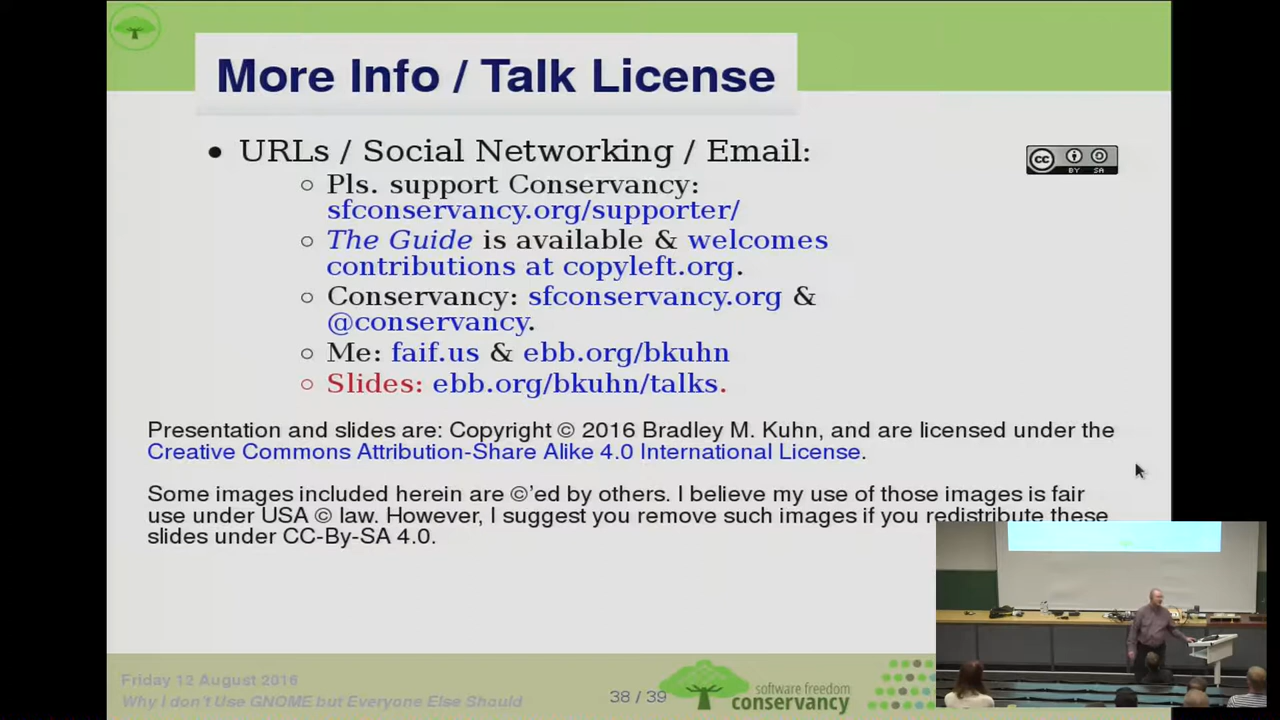 More Info / Talk License
• URLs / Social Networking / Email:
cc BY SA
○ Pls. support Conservancy:
sfconservancy.org/supporter/
○ The Guide is available & welcomes
contributions at copyleft.org.
○ Conservancy: sfconservancy.org &
@conservancy.
○ Me: faif.us & ebb.org/bkuhn
○ Slides: ebb.org/bkuhn/talks.
Presentation and slides are: Copyright © 2016 Bradley M. Kuhn, and are licensed under the
Creative Commons Attribution-Share Alike 4.0 International License.
Some images included herein are ©'ed by others. I believe my use of those images is fair
use under USA © law. However, I suggest you remove such images if you redistribute these
slides under CC-By-SA 4.0.
Friday 12 August 2016
Why I don't Use GNOME but Everyone Else Should
38 / 39
software freedom
conservancy